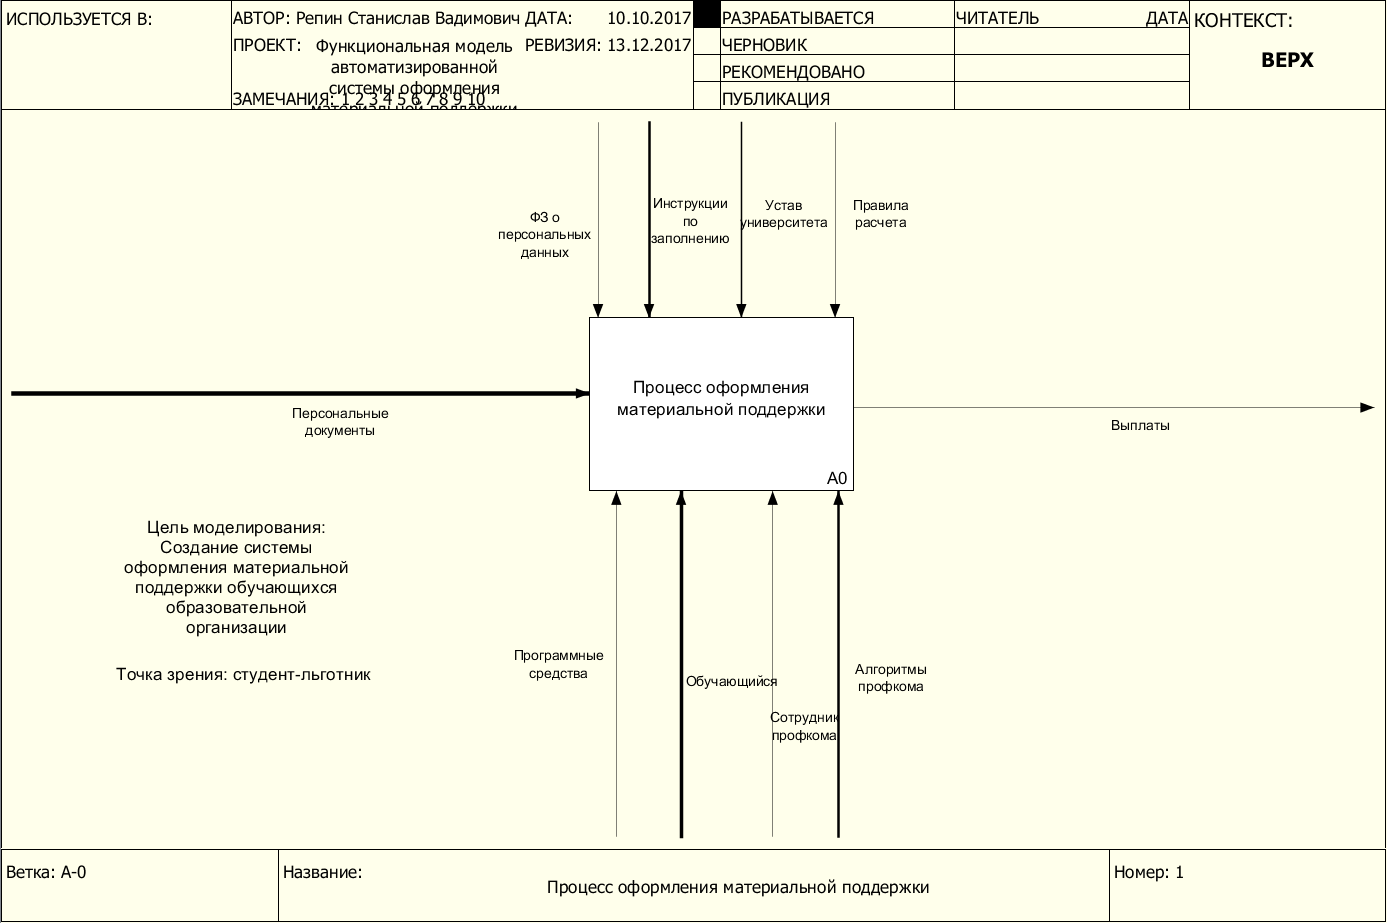 ИСПОЛЬЗУЕТСЯ В:
АВТОР: Репин Станислав Вадимович ДАТА: 10.10.2017
ПРОЕКТ: Функциональная модель
автоматизированной
системы оформления
материальной поддержки
РЕВИЗИЯ: 13.12.2017
ЗАМЕЧАНИЯ: 1 2 3 4 5 6 7 8 9 10
РАЗРАБАТЫВАЕТСЯ
ЧЕРНОВИК
РЕКОМЕНДОВАНО
ПУБЛИКАЦИЯ
ЧИТАТЕЛЬ ДАТА
КОНТЕКСТ:
ВЕРХ
ФЗ о
персональных
данных
Инструкции
по
заполнению
Устав
университета
Правила
расчета
Персональные
документы
Процесс оформления
материальной поддержки
A0
Выплаты
Цель моделирования:
Создание системы
оформления материальной
поддержки обучающихся
образовательной
организации
Точка зрения: студент-льготник
Программные
средства
Обучающийся
Сотрудник
профкома
Алгоритмы
профкома
Ветка: A-0
Название:
Процесс оформления материальной поддержки
Номер: 1